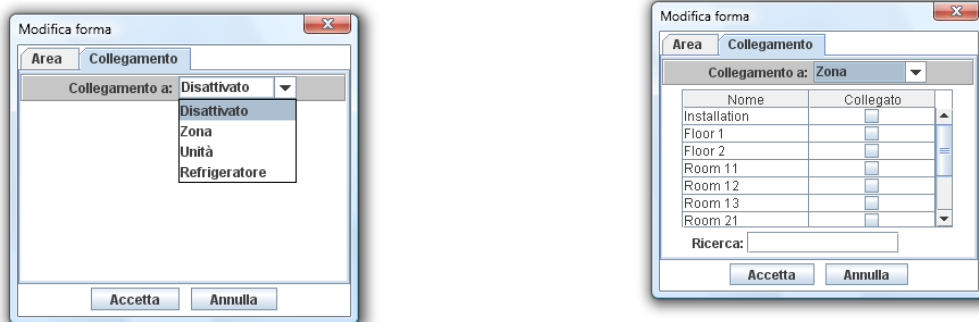 Modifica forma
Area Collegamento
Collegamento a: Disattivato
Disattivato
Zona
Unità
Refrigeratore
Accetta Annulla
Modifica forma
Area Collegamento
Collegamento a: Zona
Nome Collegato
Installation
Floor 1
Floor 2
Room 11
Room 12
Room 13
Room 21
Ricerca:
Accetta Annulla